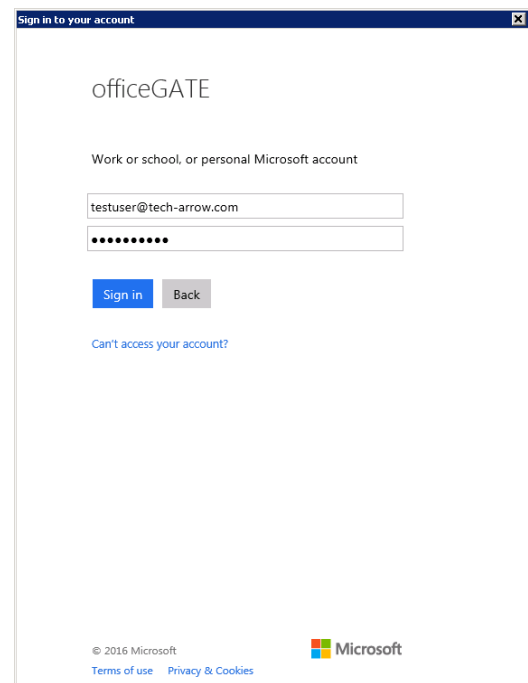 Sign in to your account
officeGATE
Work or school, or personal Microsoft account
testuser@tech-arrow.com
••••••••••
Sign in Back
Can't access your account?
© 2016 Microsoft Microsoft
Terms of use Privacy & Cookies